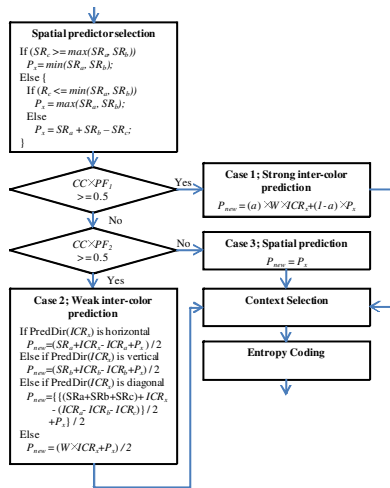 Spatial predictor selection
If (SRc >= max(SRa, SRb))
Px=min(SRa, SRb);
Else {
If (Rc <= min(SRa, SRb))
Px = max(SRa, SRb);
Else
Px = SRa + SRb – SRc;
}
CC×PF1
>=0.5
Yes
Case 1; Strong inter-color
prediction
Pnew = (a) ×W×ICRx+(1-a) ×Px
No
CC×PF2
>=0.5
No
Case 3; Spatial prediction
Pnew = Px
Yes
Case 2; Weak inter-color
prediction
If PredDir(ICRx) is horizontal
Pnew=(SRa+ICRx- ICRa+Px) / 2
Else if PredDir(ICRx) is vertical
Pnew=(SRb+ICRx- ICRb+Px) / 2
Else if PredDir(ICRx) is diagonal
Pnew={{(SRa+SRb+SRc)+ ICRx
- (ICRa- ICRb- ICRc)} / 2
+Px} / 2
Else
Pnew = (W×ICRx+Px) / 2
Context Selection
Entropy Coding